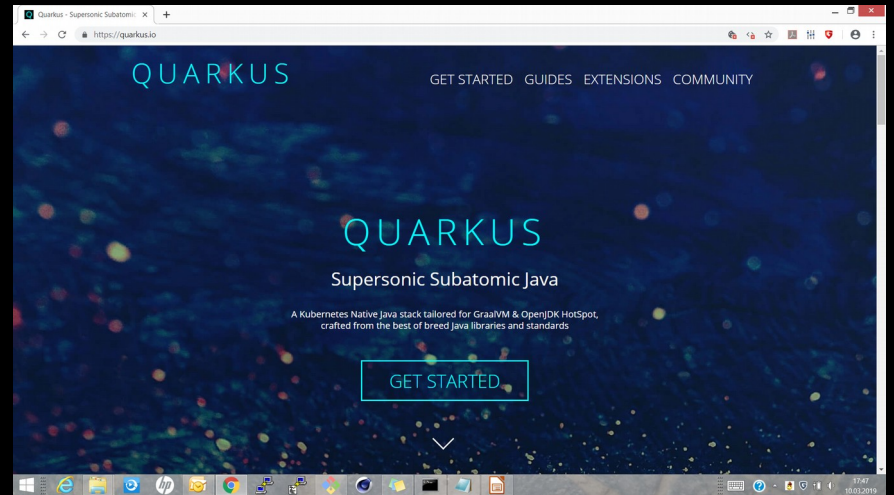 Quarkus - Supersonic Subatomic
https://quarkus.io
QUARKUS
GET STARTED GUIDES EXTENSIONS COMMUNITY
QUARKUS
Supersonic Subatomic Java
A Kubernetes Native Java stack tailored for GraalVM & OpenJDK HotSpot,
crafted from the best of breed Java libraries and standards
GET STARTED
17:47
10.03.2019